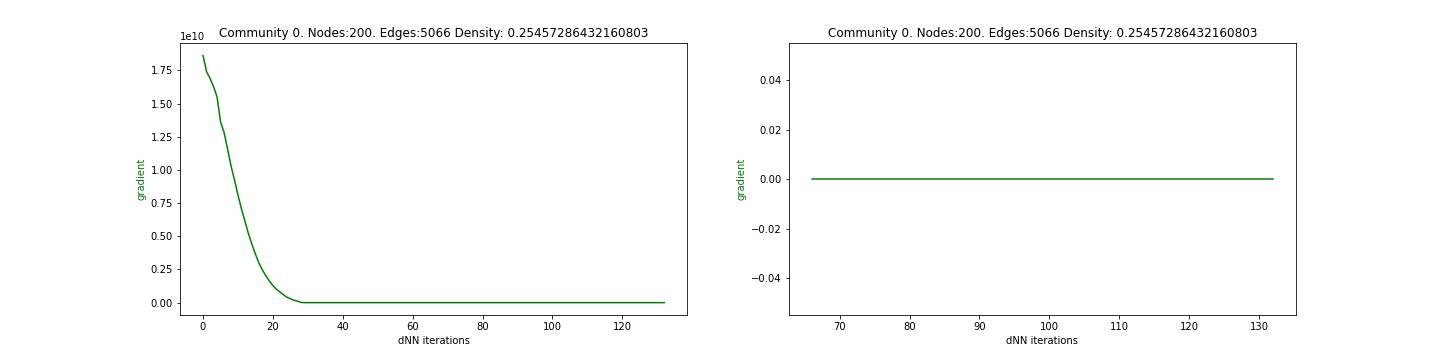 Community 0. Nodes:200. Edges:5066 Density: 0.25457286432160803
1e10
1.75
1.50
1.25
1.00
0.75
0.50
0.25
0.00
gradient
0 20 40 60 80 100 120
dNN iterations
Community 0. Nodes:200. Edges:5066 Density: 0.25457286432160803
0.04
0.02
0.00
−0.02
−0.04
gradient
70 80 90 100 110 120 130
dNN iterations